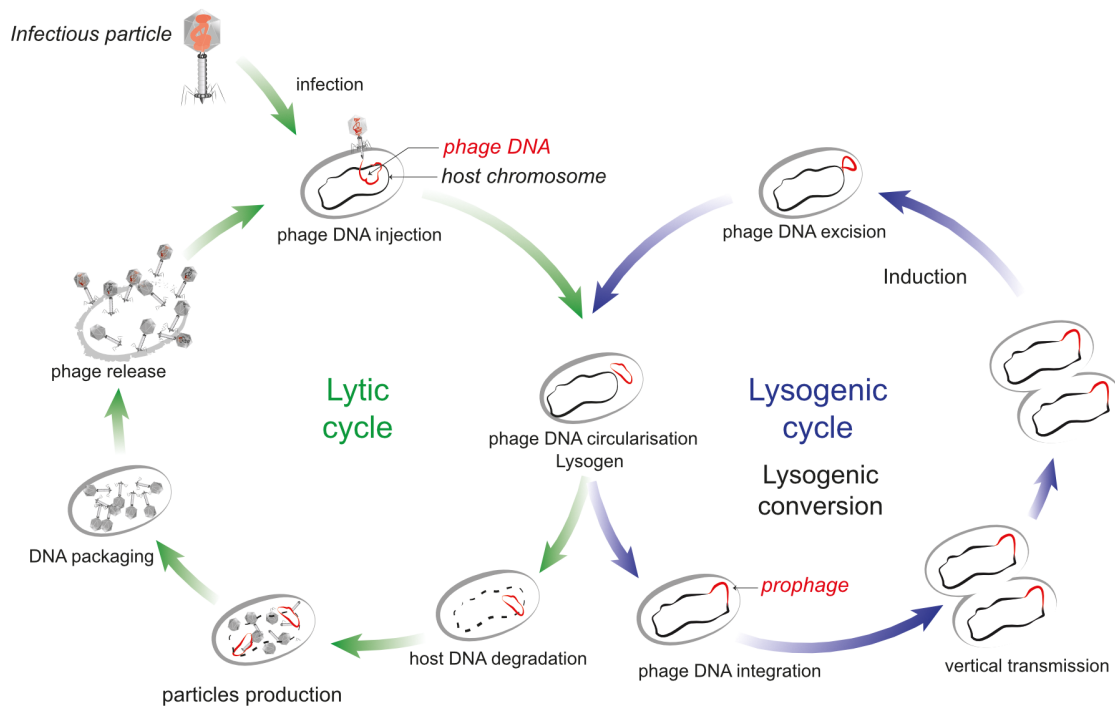 Infectious particle
infection
phage DNA
host chromosome
phage DNA injection
phage DNA excision
Induction
phage release
Lytic
cycle
Lysogenic
cycle
phage DNA circularisation
Lysogen
Lysogenic
conversion
DNA packaging
prophage
host DNA degradation
phage DNA integration
vertical transmission
particles production